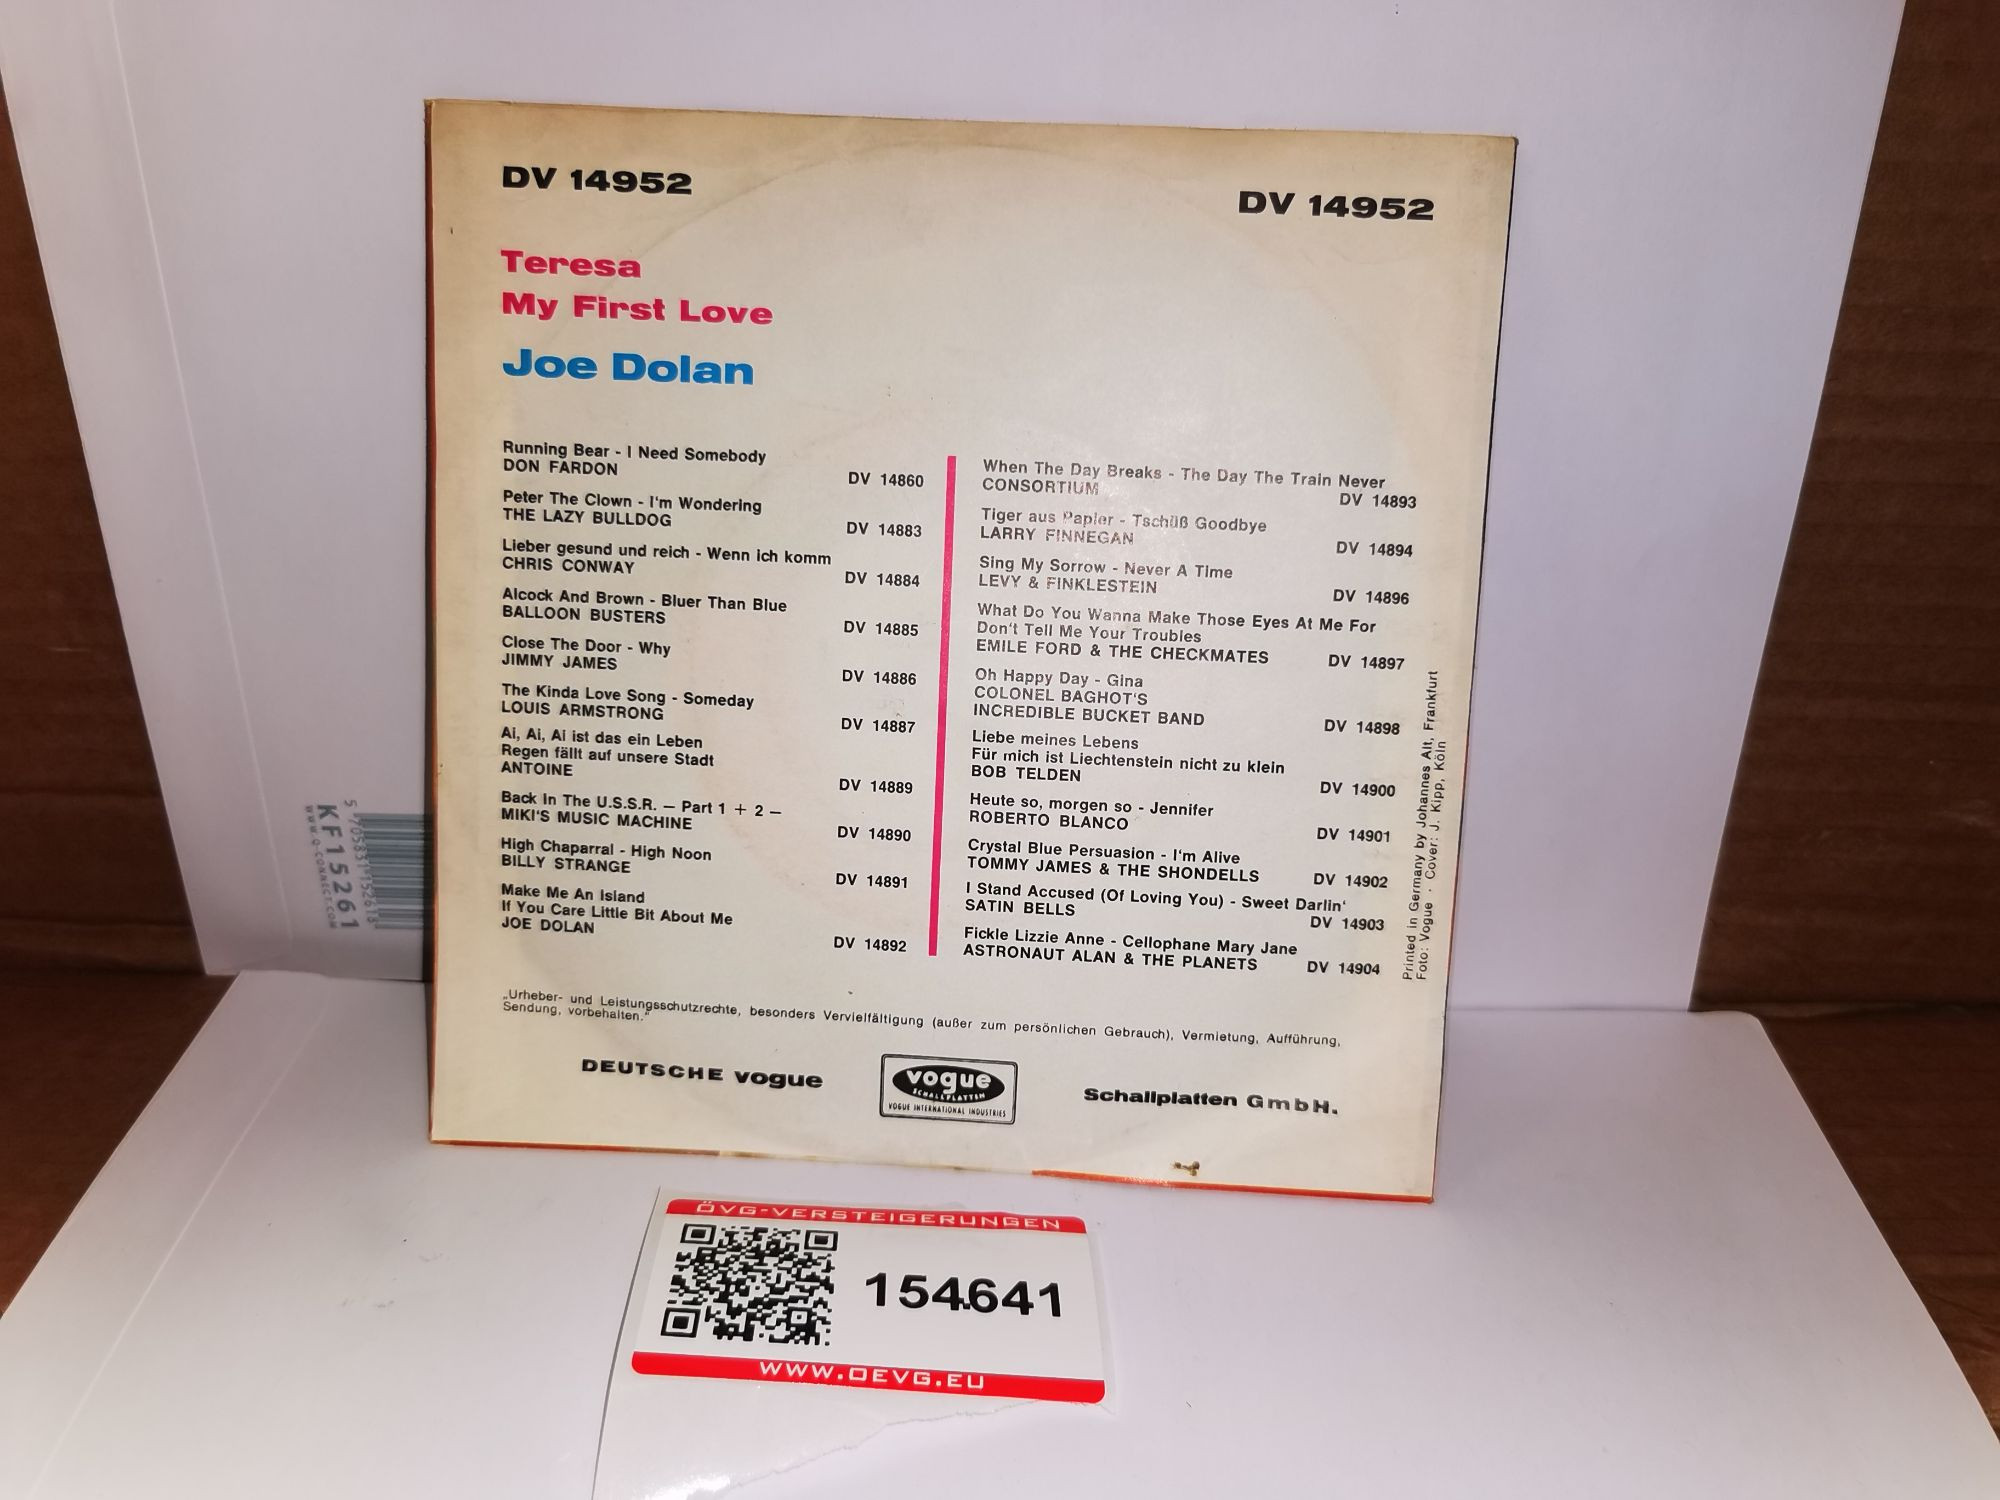 DV 14952
DV 14952
Teresa
My First Love
Joe Dolan
Running Bear - I Need Somebody
DON FARDON
DV 14860
Peter The Clown - I'm Wondering
THE LAZY BULLDOG
DV 14883
Lieber gesund und reich - Wenn ich komm
CHRIS CONWAY
DV 14884
Alcock And Brown - Bluer Than Blue
BALLOON BUSTERS
DV 14885
Close The Door - Why
JIMMY JAMES
DV 14886
The Kinda Love Song - Someday
LOUIS ARMSTRONG
DV 14887
Ai, Ai, Ai ist das ein Leben
Regen fällt auf unsere Stadt
ANTOINE
DV 14889
Back In The U.S.S.R. — Part 1 + 2 —
MIKI'S MUSIC MACHINE
DV 14890
High Chaparral - High Noon
BILLY STRANGE
DV 14891
Make Me An Island
If You Care Little Bit About Me
JOE DOLAN
DV 14892
When The Day Breaks - The Day The Train Never
CONSORTIUM
DV 14893
Tiger aus Papier - Tschüß Goodbye
LARRY FINNEGAN
DV 14894
Sing My Sorrow - Never A Time
LEVY & FINKLESTEIN
DV 14896
What Do You Wanna Make Those Eyes At Me For
Don't Tell Me Your Troubles
EMILE FORD & THE CHECKMATES
DV 14897
Oh Happy Day - Gina
COLONEL BAGHOT'S
INCREDIBLE BUCKET BAND
DV 14898
Liebe meines Lebens
Für mich ist Liechtenstein nicht zu klein
BOB TELDEN
DV 14900
Heute so, morgen so - Jennifer
ROBERTO BLANCO
DV 14901
Crystal Blue Persuasion - I'm Alive
TOMMY JAMES & THE SHONDELLS
DV 14902
I Stand Accused (Of Loving You) - Sweet Darlin'
SATIN BELLS
DV 14903
Fickle Lizzie Anne - Cellophane Mary Jane
ASTRONAUT ALAN & THE PLANETS
DV 14904
Printed in Germany by Johannes Alt, Frankfurt
Foto: Vogue · Cover: J. Kipp, Köln
„Urheber- und Leistungsschutzrechte, besonders Vervielfältigung (außer zum persönlichen Gebrauch), Vermietung, Aufführung,
Sendung, vorbehalten."
DEUTSCHE vogue
vogue
SCHALLPLATTEN
VOGUE INTERNATIONAL INDUSTRIES
Schallplatten GmbH.
5 705831 152618
KF15261
WWW.Q-CONNECT.COM
ÖVG-VERSTEIGERUNGEN
154641
WWW.OEVG.EU